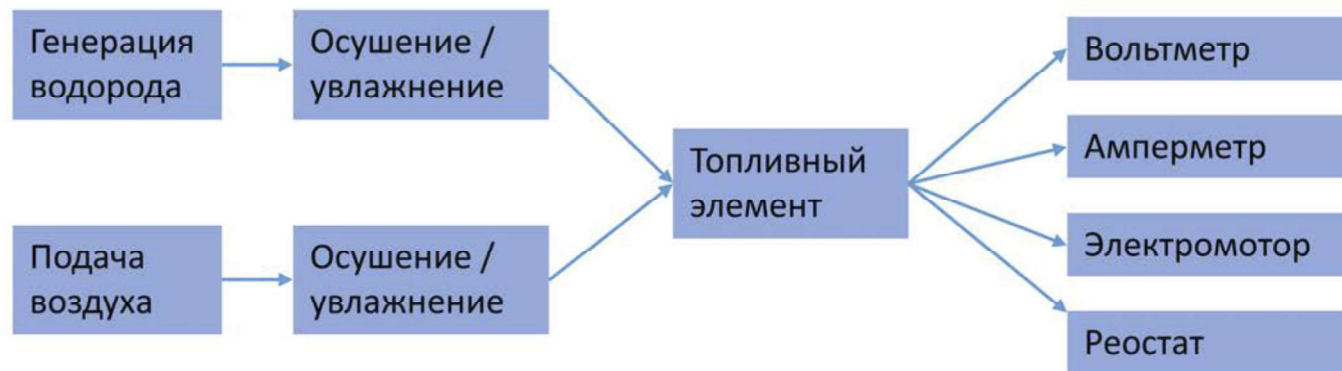 Генерация
водорода
Осушение /
увлажнение
Подача
воздуха
Осушение /
увлажнение
Топливный
элемент
Вольтметр
Амперметр
Электромотор
Реостат